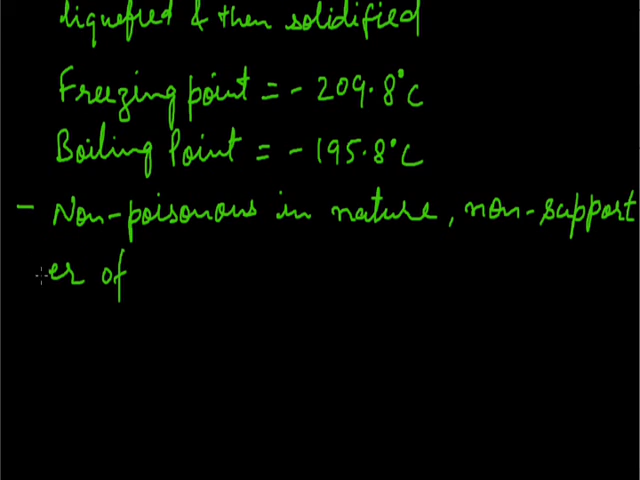 liquefied & then solidified
Freezing point = - 209.8°C
Boiling Point = - 195.8°C
- Non-poisonous in nature, non-support
er of